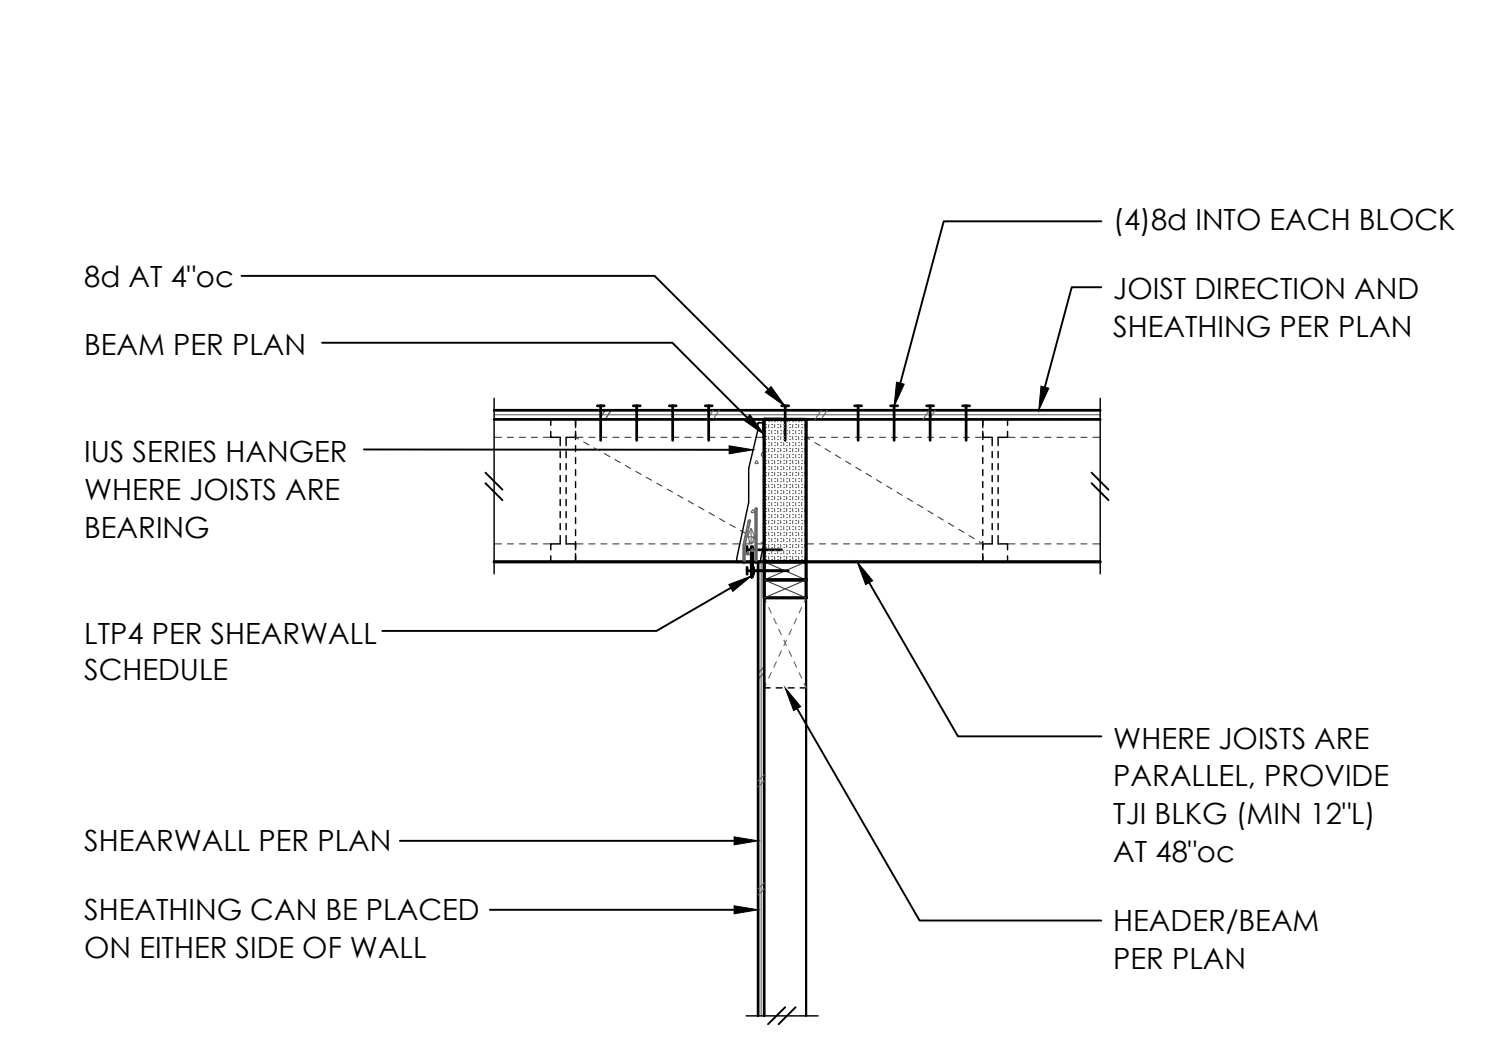 8d AT 4"oc
BEAM PER PLAN
IUS SERIES HANGER
WHERE JOISTS ARE
BEARING
LTP4 PER SHEARWALL
SCHEDULE
SHEARWALL PER PLAN
SHEATHING CAN BE PLACED
ON EITHER SIDE OF WALL
(4)8d INTO EACH BLOCK
JOIST DIRECTION AND
SHEATHING PER PLAN
WHERE JOISTS ARE
PARALLEL, PROVIDE
TJI BLKG (MIN 12"L)
AT 48"oc
HEADER/BEAM
PER PLAN